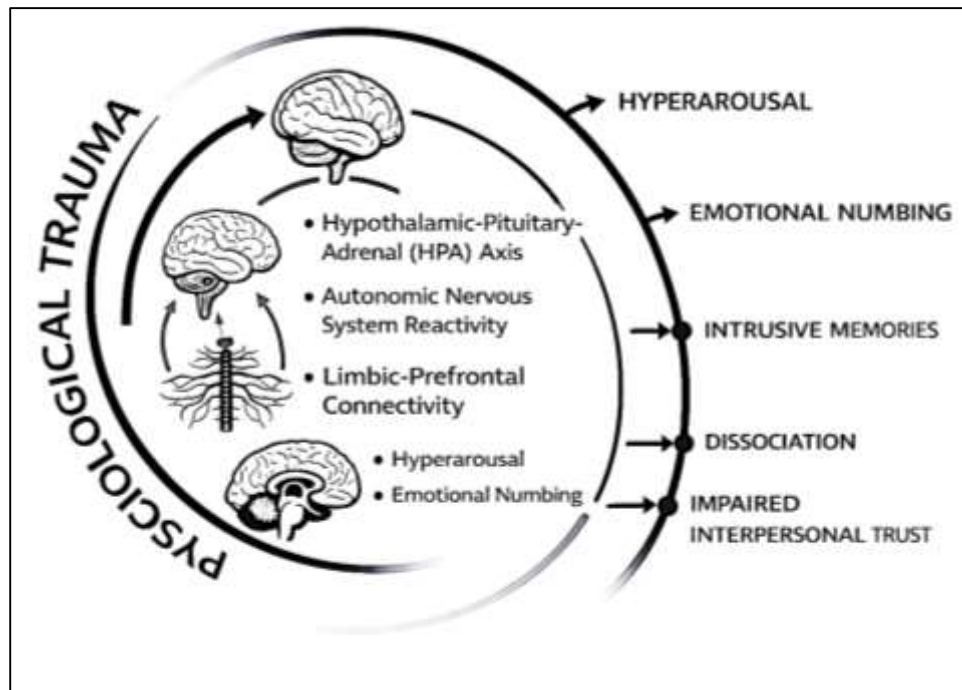 PYSCIOLOGICAL TRAUMA
• Hypothalamic-Pituitary-
Adrenal (HPA) Axis
• Autonomic Nervous
System Reactivity
• Limbic-Prefrontal
Connectivity
• Hyperarousal
• Emotional Numbing
HYPERAROUSAL
EMOTIONAL NUMBING
INTRUSIVE MEMORIES
DISSOCIATION
IMPAIRED
INTERPERSONAL TRUST